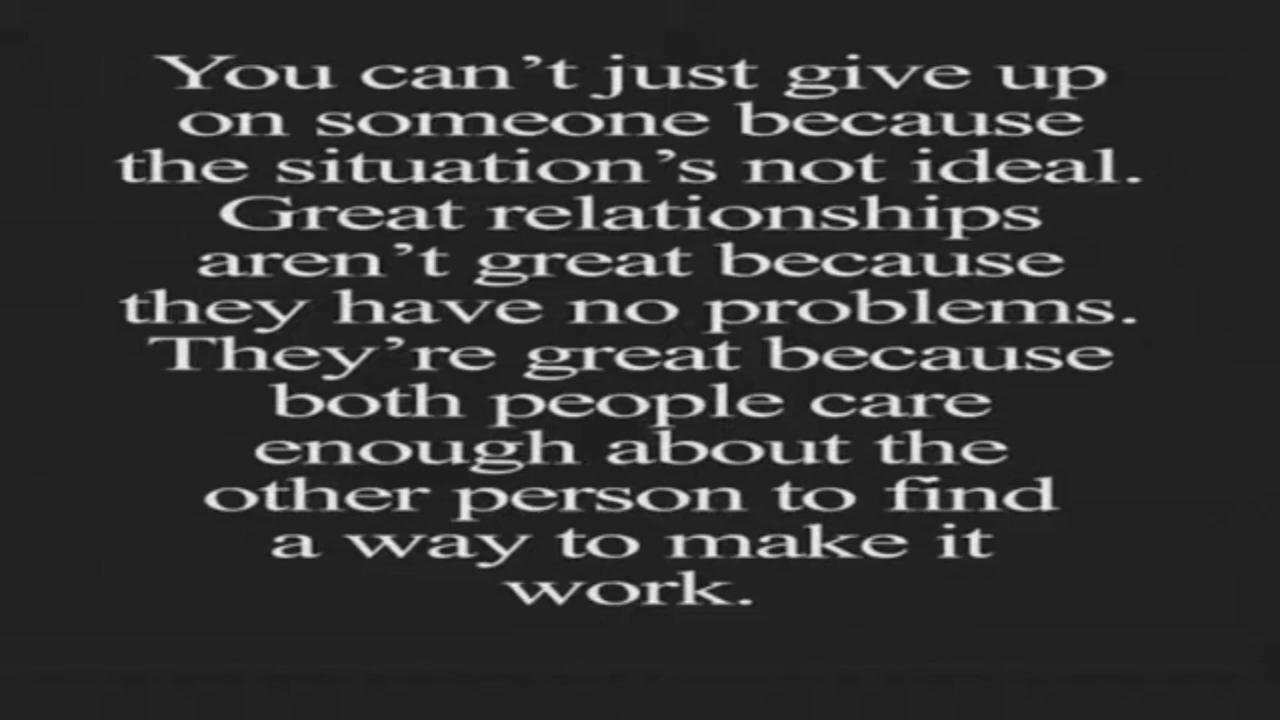 You can’t just give up
on someone because
the situation’s not ideal.
Great relationships
aren’t great because
they have no problems.
They’re great because
both people care
enough about the
other person to find
a way to make it
work.